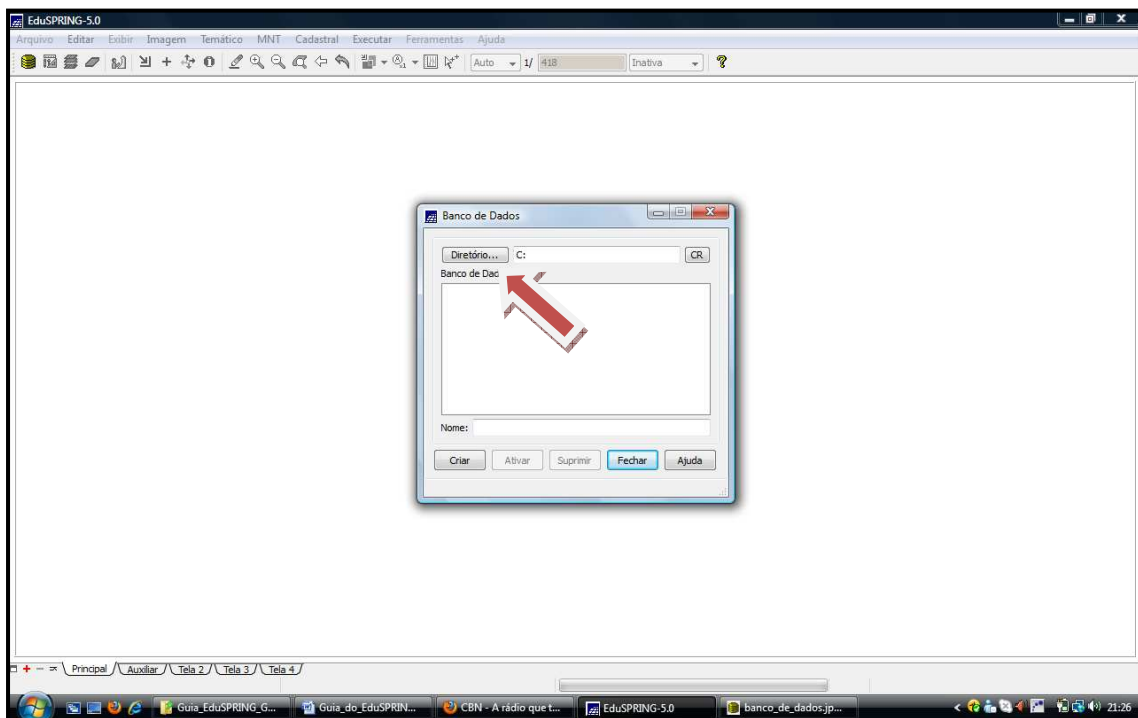 EduSPRING-5.0
Arquivo Editar Exibir Imagem Temático MNT Cadastral Executar Ferramentas Ajuda
Auto 1/ 418 Inativa
Banco de Dados
Diretório... C: CR
Banco de Dad
Nome:
Criar Ativar Suprimir Fechar Ajuda
Principal Auxiliar Tela 2 Tela 3 Tela 4
Guia_EduSPRING_G... Guia_do_EduSPRIN... CBN - A rádio que t... EduSPRING-5.0 banco_de_dados.jp... 21:26